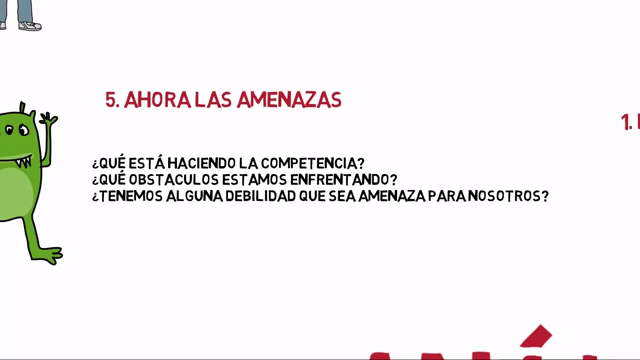 5. AHORA LAS AMENAZAS
1.
¿QUÉ ESTÁ HACIENDO LA COMPETENCIA?
¿QUÉ OBSTACULOS ESTAMOS ENFRENTANDO?
¿TENEMOS ALGUNA DEBILIDAD QUE SEA AMENAZA PARA NOSOTROS?